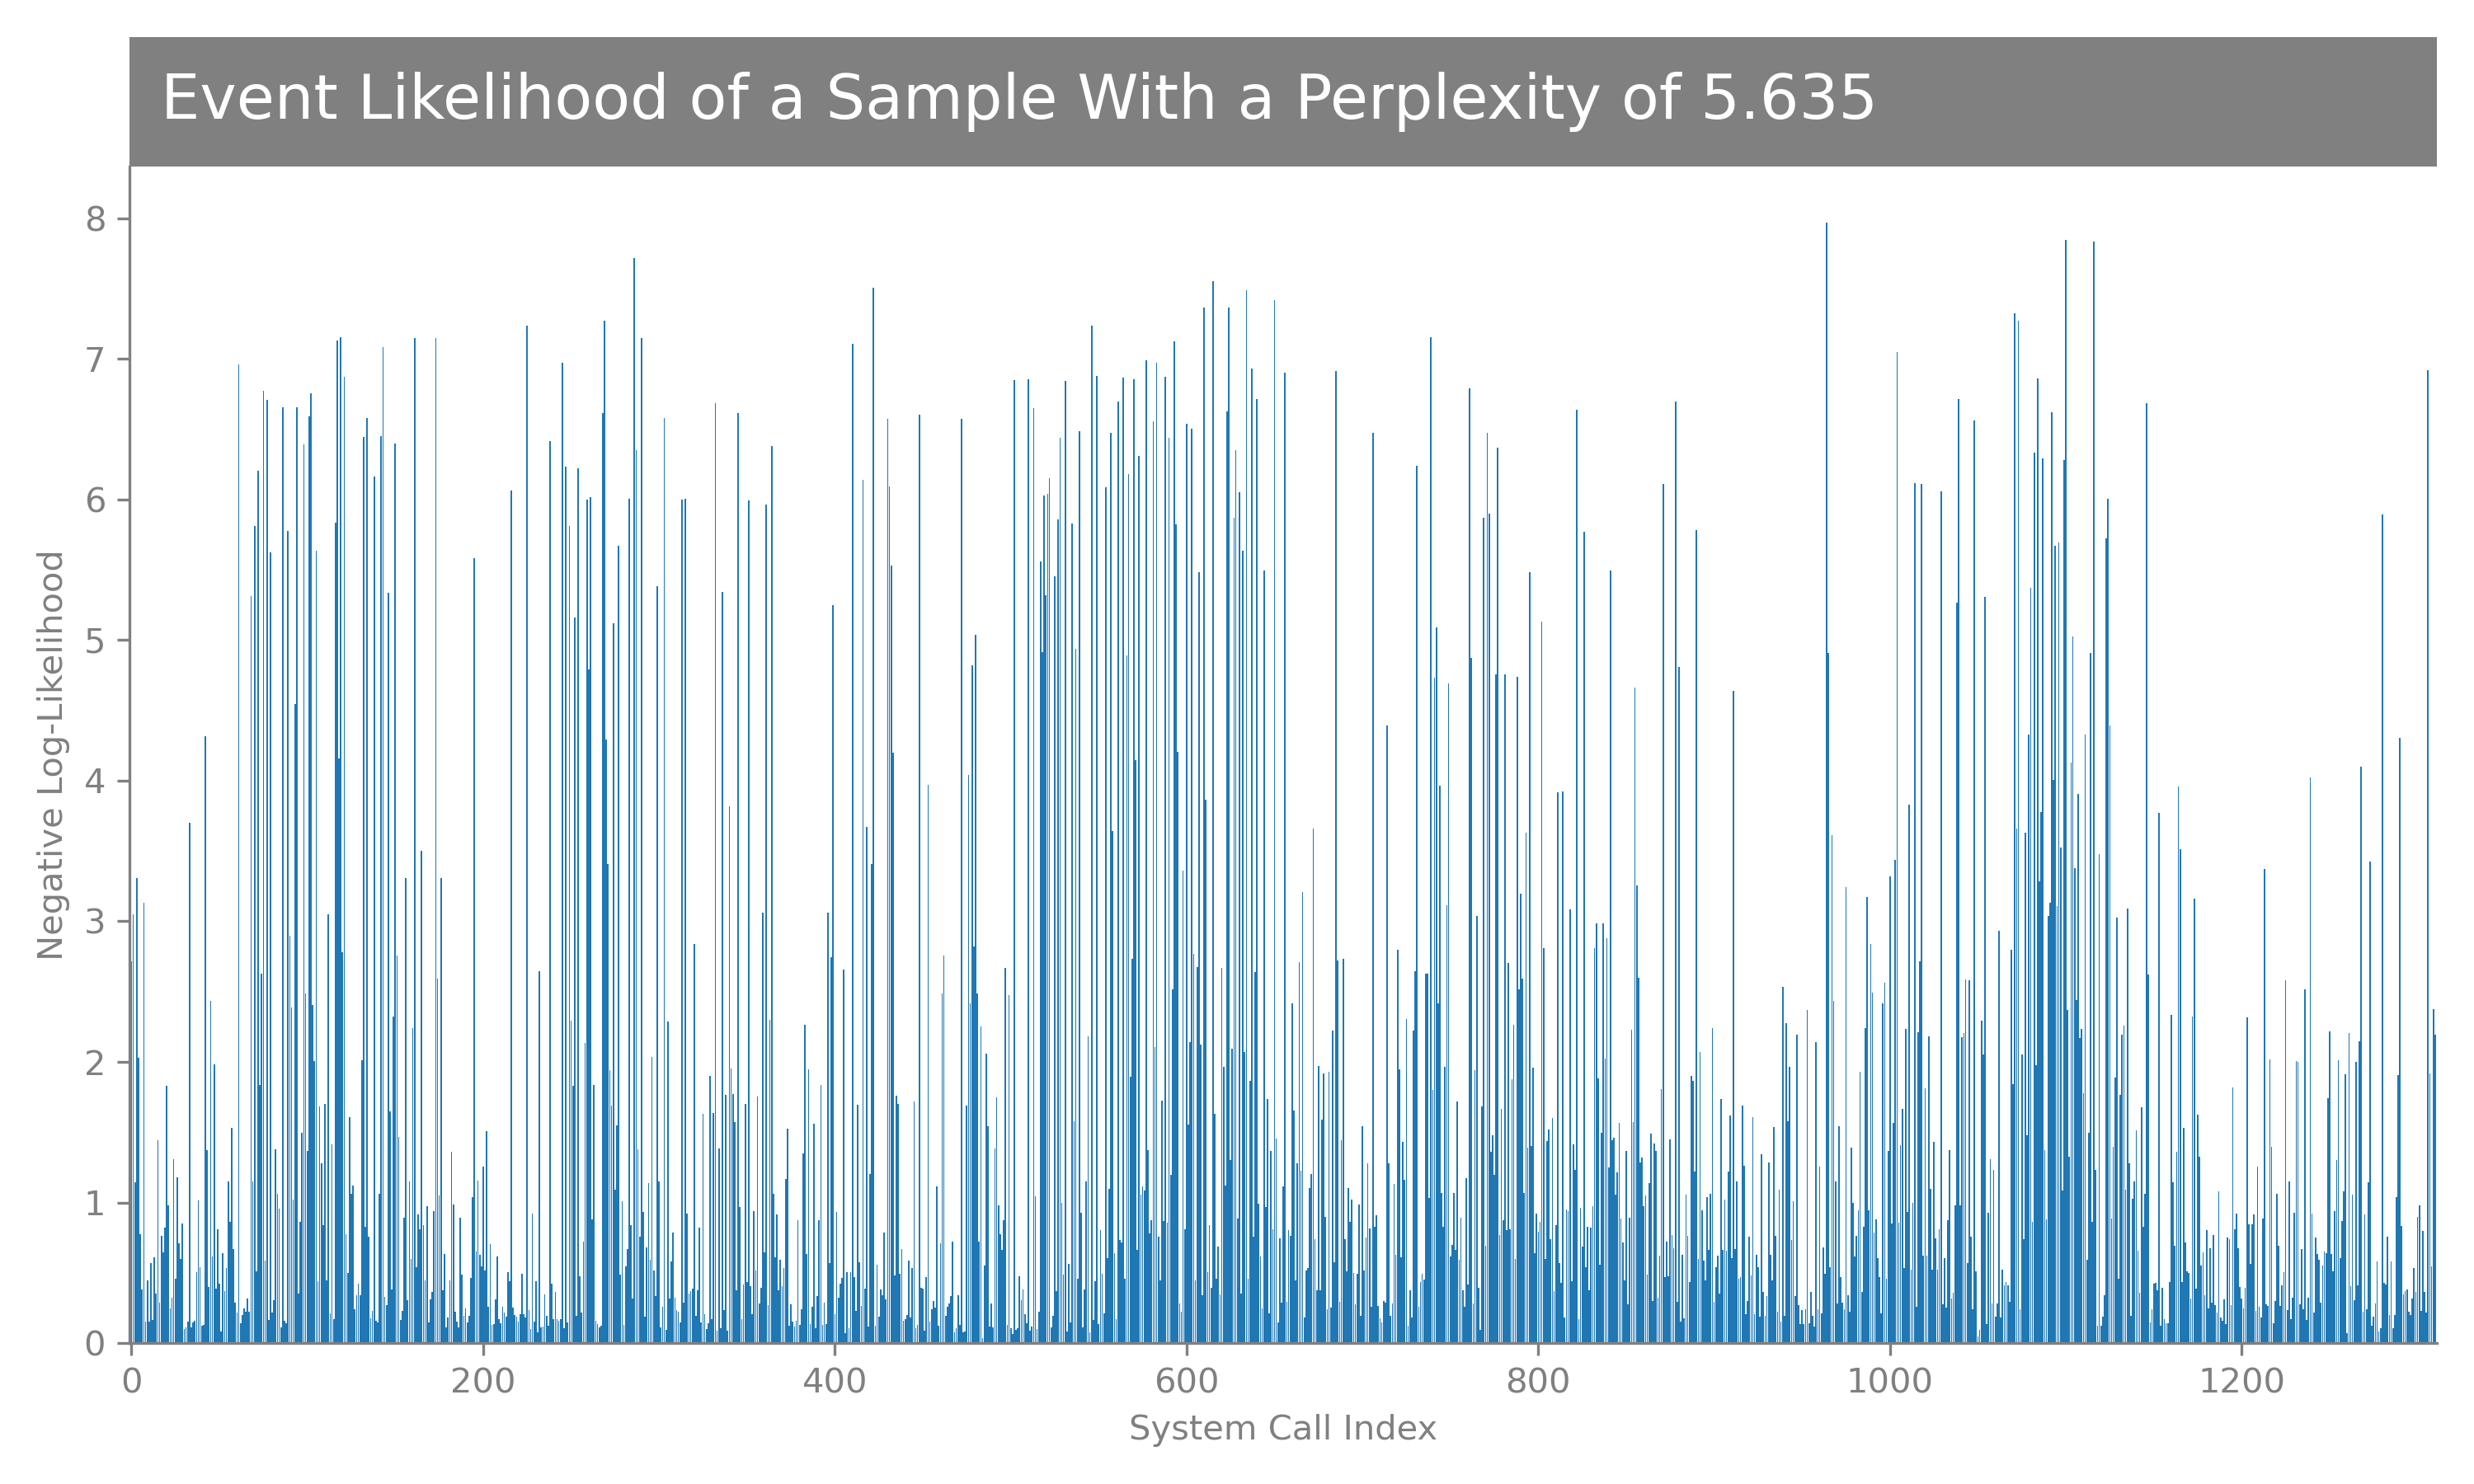 Event Likelihood of a Sample With a Perplexity of 5.635
8
7
6
5
4
3
2
1
0
Negative Log-Likelihood
0 200 400 600 800 1000 1200
System Call Index